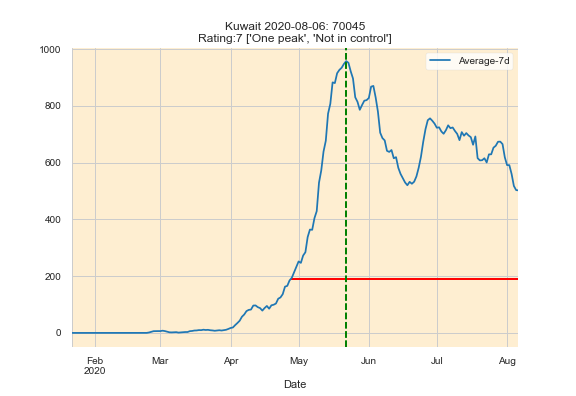 Kuwait 2020-08-06: 70045
Rating:7 ['One peak', 'Not in control']
Average-7d
1000
800
600
400
200
0
Feb
2020
Mar
Apr
May
Jun
Jul
Aug
Date